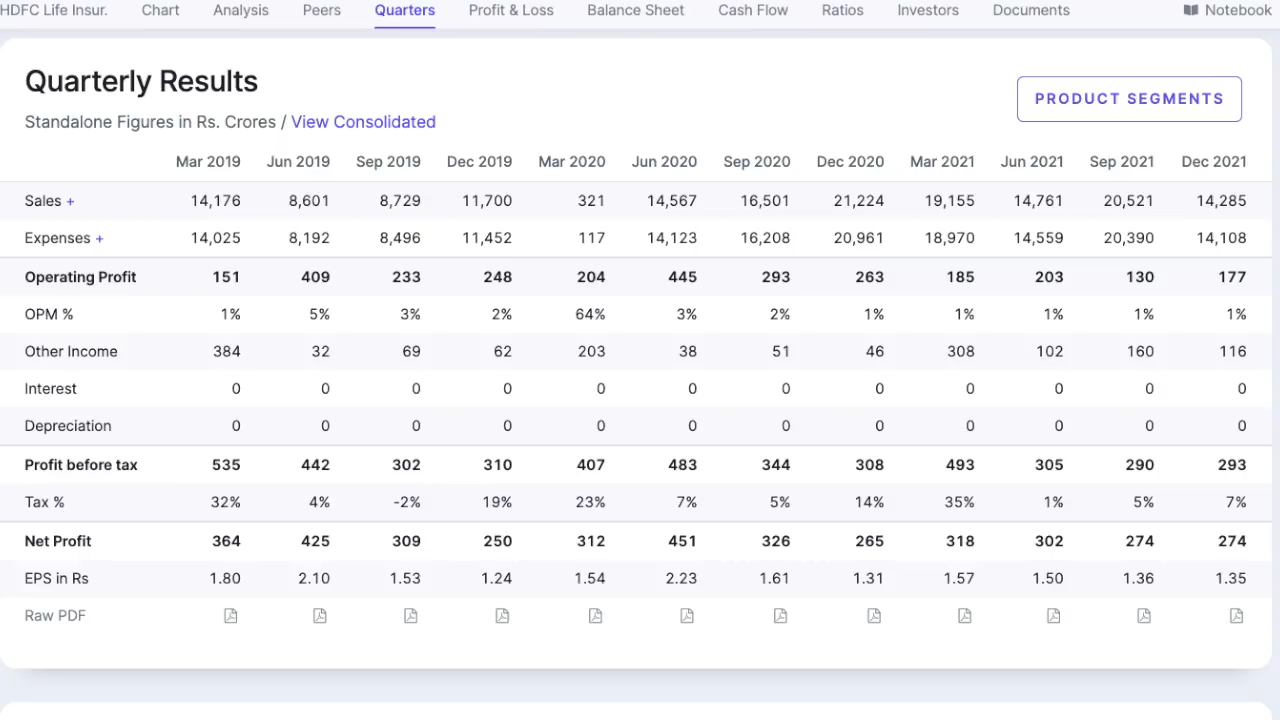 HDFC Life Insur. Chart Analysis Peers Quarters Profit & Loss Balance Sheet Cash Flow Ratios Investors Documents Notebook
Quarterly Results
PRODUCT SEGMENTS
Standalone Figures in Rs. Crores / View Consolidated
Mar 2019 Jun 2019 Sep 2019 Dec 2019 Mar 2020 Jun 2020 Sep 2020 Dec 2020 Mar 2021 Jun 2021 Sep 2021 Dec 2021
Sales + 14,176 8,601 8,729 11,700 321 14,567 16,501 21,224 19,155 14,761 20,521 14,285
Expenses + 14,025 8,192 8,496 11,452 117 14,123 16,208 20,961 18,970 14,559 20,390 14,108
Operating Profit 151 409 233 248 204 445 293 263 185 203 130 177
OPM % 1% 5% 3% 2% 64% 3% 2% 1% 1% 1% 1% 1%
Other Income 384 32 69 62 203 38 51 46 308 102 160 116
Interest 0 0 0 0 0 0 0 0 0 0 0 0
Depreciation 0 0 0 0 0 0 0 0 0 0 0 0
Profit before tax 535 442 302 310 407 483 344 308 493 305 290 293
Tax % 32% 4% -2% 19% 23% 7% 5% 14% 35% 1% 5% 7%
Net Profit 364 425 309 250 312 451 326 265 318 302 274 274
EPS in Rs 1.80 2.10 1.53 1.24 1.54 2.23 1.61 1.31 1.57 1.50 1.36 1.35
Raw PDF